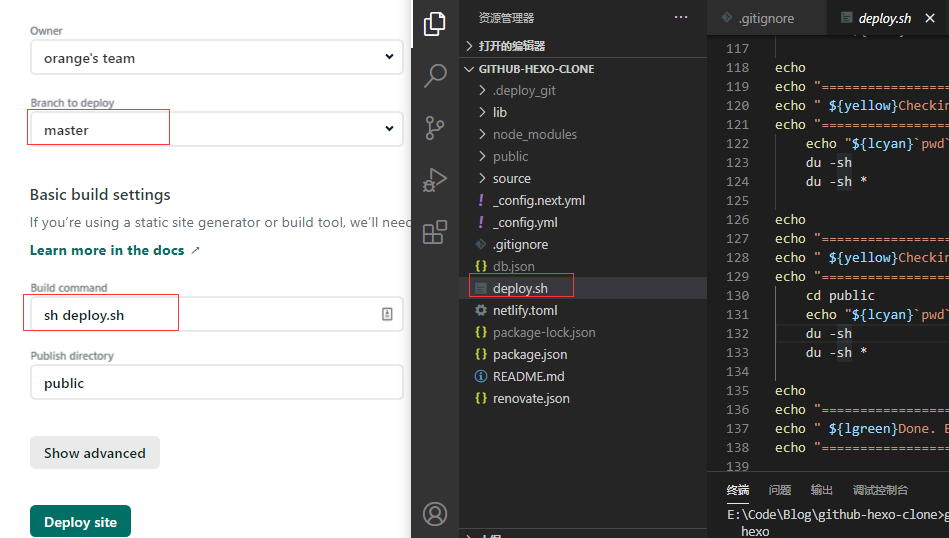 Owner
orange's team
Branch to deploy
master
Basic build settings
If you're using a static site generator or build tool, we'll need
Learn more in the docs ↗
Build command
sh deploy.sh
Publish directory
public
Show advanced
Deploy site
资源管理器
···
打开的编辑器
GITHUB-HEXO-CLONE
.deploy_git
lib
node_modules
public
source
_config.next.yml
_config.yml
.gitignore
{} db.json
deploy.sh
netlify.toml
{} package-lock.json
{} package.json
README.md
{} renovate.json
.gitignore
deploy.sh
117
118 echo
119 echo "=================
120 echo " ${yellow}Checkin
121 echo "=================
122 echo "${lcyan}`pwd`
123 du -sh
124 du -sh *
125
126 echo
127 echo "=================
128 echo " ${yellow}Checkin
129 echo "=================
130 cd public
131 echo "${lcyan}`pwd`
132 du -sh
133 du -sh *
134
135 echo
136 echo "=================
137 echo " ${lgreen}Done. B
138 echo "=================
139
终端 问题 输出 调试控制台
E:\Code\Blog\github-hexo-clone>g
hexo